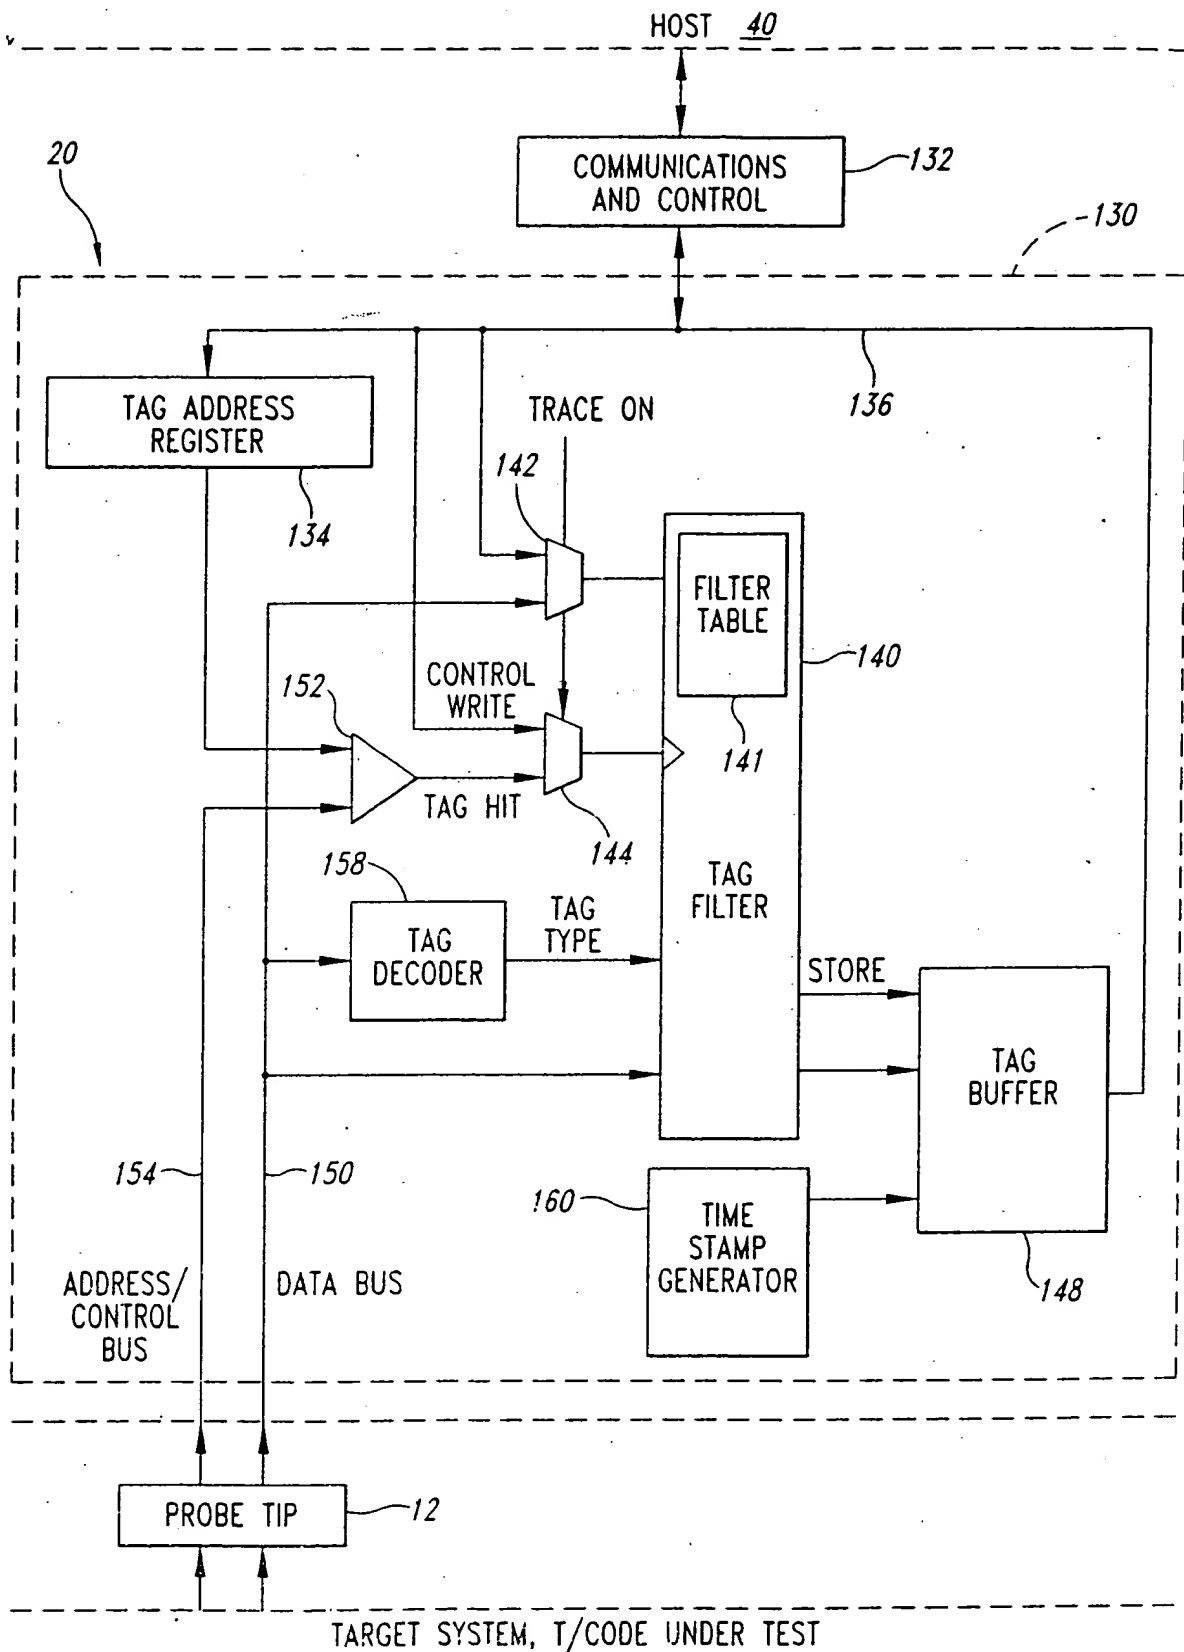 HOST 40
COMMUNICATIONS
AND CONTROL
132
20
130
TAG ADDRESS
REGISTER
134
136
TRACE ON
142
FILTER
TABLE
140
141
CONTROL
WRITE
152
TAG HIT
144
158
TAG
DECODER
TAG
TYPE
TAG
FILTER
STORE
TAG
BUFFER
148
154
150
160
TIME
STAMP
GENERATOR
ADDRESS/
CONTROL
BUS
DATA BUS
PROBE TIP
12
TARGET SYSTEM, T/CODE UNDER TEST